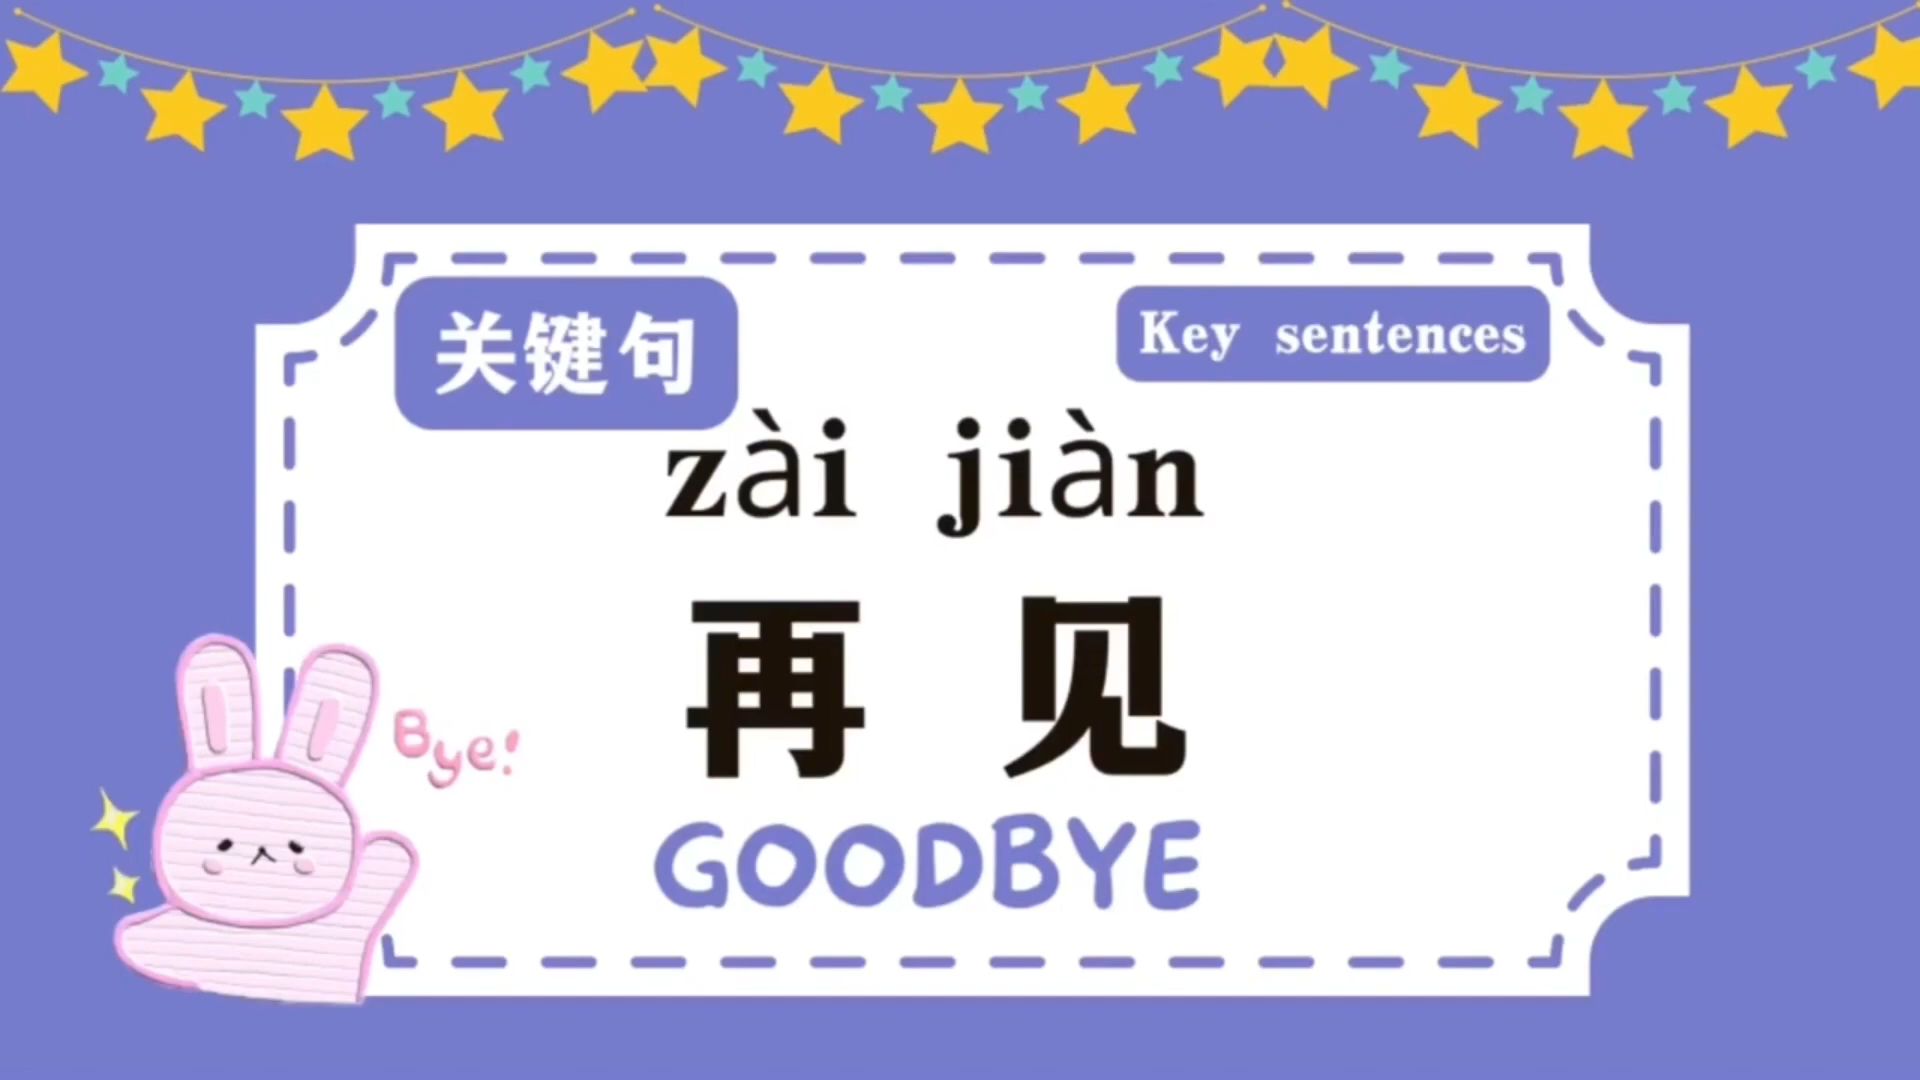 关键句
Key sentences
zài jiàn
再见
Bye!
GOODBYE